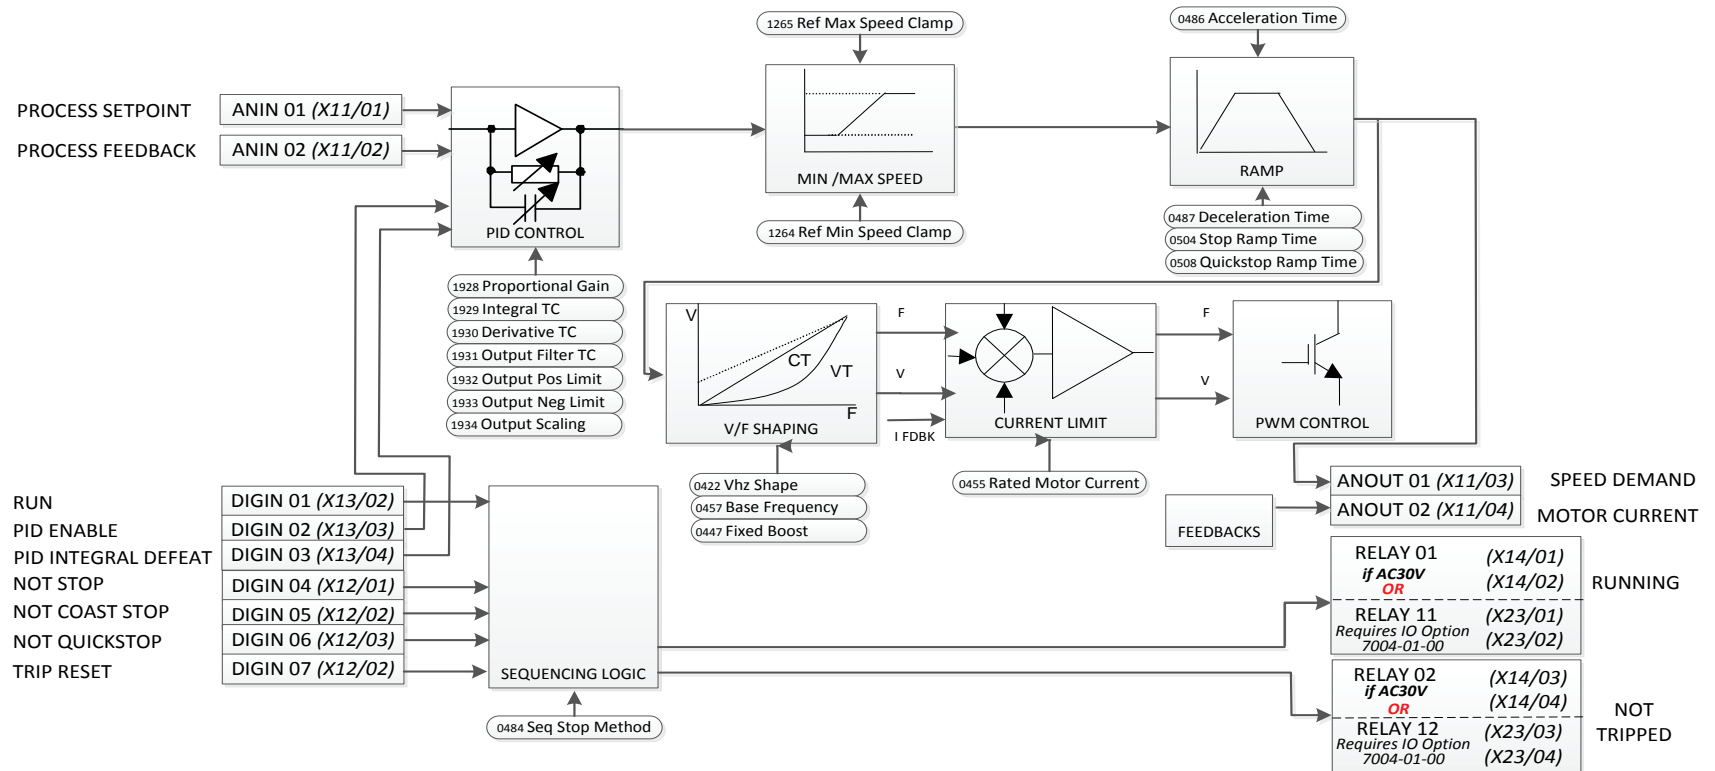 1265 Ref Max Speed Clamp
0486 Acceleration Time
PROCESS SETPOINT
ANIN 01 (X11/01)
PROCESS FEEDBACK
ANIN 02 (X11/02)
PID CONTROL
MIN /MAX SPEED
RAMP
1264 Ref Min Speed Clamp
0487 Deceleration Time
0504 Stop Ramp Time
0508 Quickstop Ramp Time
1928 Proportional Gain
1929 Integral TC
1930 Derivative TC
1931 Output Filter TC
1932 Output Pos Limit
1933 Output Neg Limit
1934 Output Scaling
V
CT
VT
F
V/F SHAPING
F
V
I FDBK
CURRENT LIMIT
F
V
PWM CONTROL
0422 Vhz Shape
0457 Base Frequency
0447 Fixed Boost
0455 Rated Motor Current
FEEDBACKS
ANOUT 01 (X11/03)
SPEED DEMAND
ANOUT 02 (X11/04)
MOTOR CURRENT
RUN
DIGIN 01 (X13/02)
PID ENABLE
DIGIN 02 (X13/03)
PID INTEGRAL DEFEAT
DIGIN 03 (X13/04)
NOT STOP
DIGIN 04 (X12/01)
NOT COAST STOP
DIGIN 05 (X12/02)
NOT QUICKSTOP
DIGIN 06 (X12/03)
TRIP RESET
DIGIN 07 (X12/02)
SEQUENCING LOGIC
0484 Seq Stop Method
RELAY 01 (X14/01)
if AC30V (X14/02)
OR
RUNNING
RELAY 11 (X23/01)
Requires IO Option (X23/02)
7004-01-00
RELAY 02 (X14/03)
if AC30V (X14/04)
OR
NOT
TRIPPED
RELAY 12 (X23/03)
Requires IO Option (X23/04)
7004-01-00